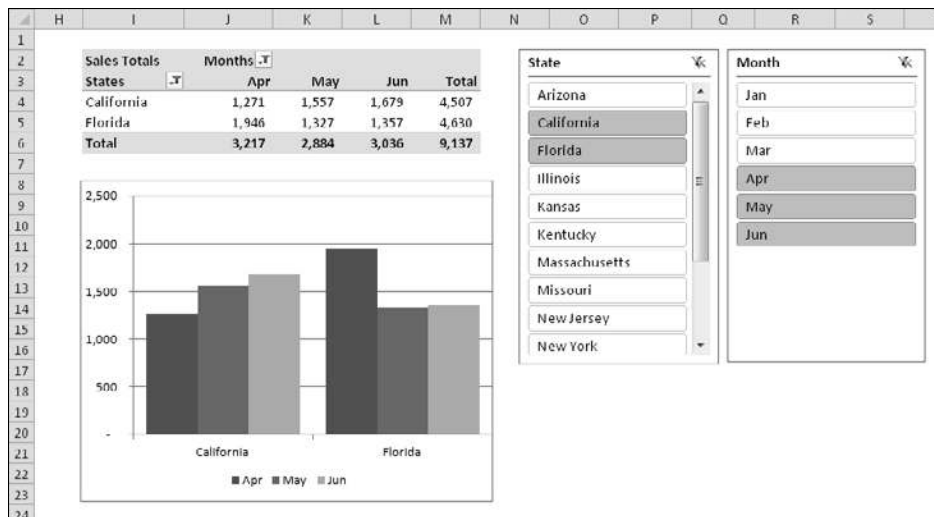 H I J K L M N O P Q R S
1
2 Sales Totals Months
3 States Apr May Jun Total
4 California 1,271 1,557 1,679 4,507
5 Florida 1,946 1,327 1,357 4,630
6 Total 3,217 2,884 3,036 9,137
7
8
9
10
11
12
13
14
15
16
17
18
19
20
21
22
23
24
2,500
2,000
1,500
1,000
500
-
California Florida
Apr May Jun
State
Arizona
California
Florida
Illinois
Kansas
Kentucky
Massachusetts
Missouri
New Jersey
New York
Month
Jan
Feb
Mar
Apr
May
Jun